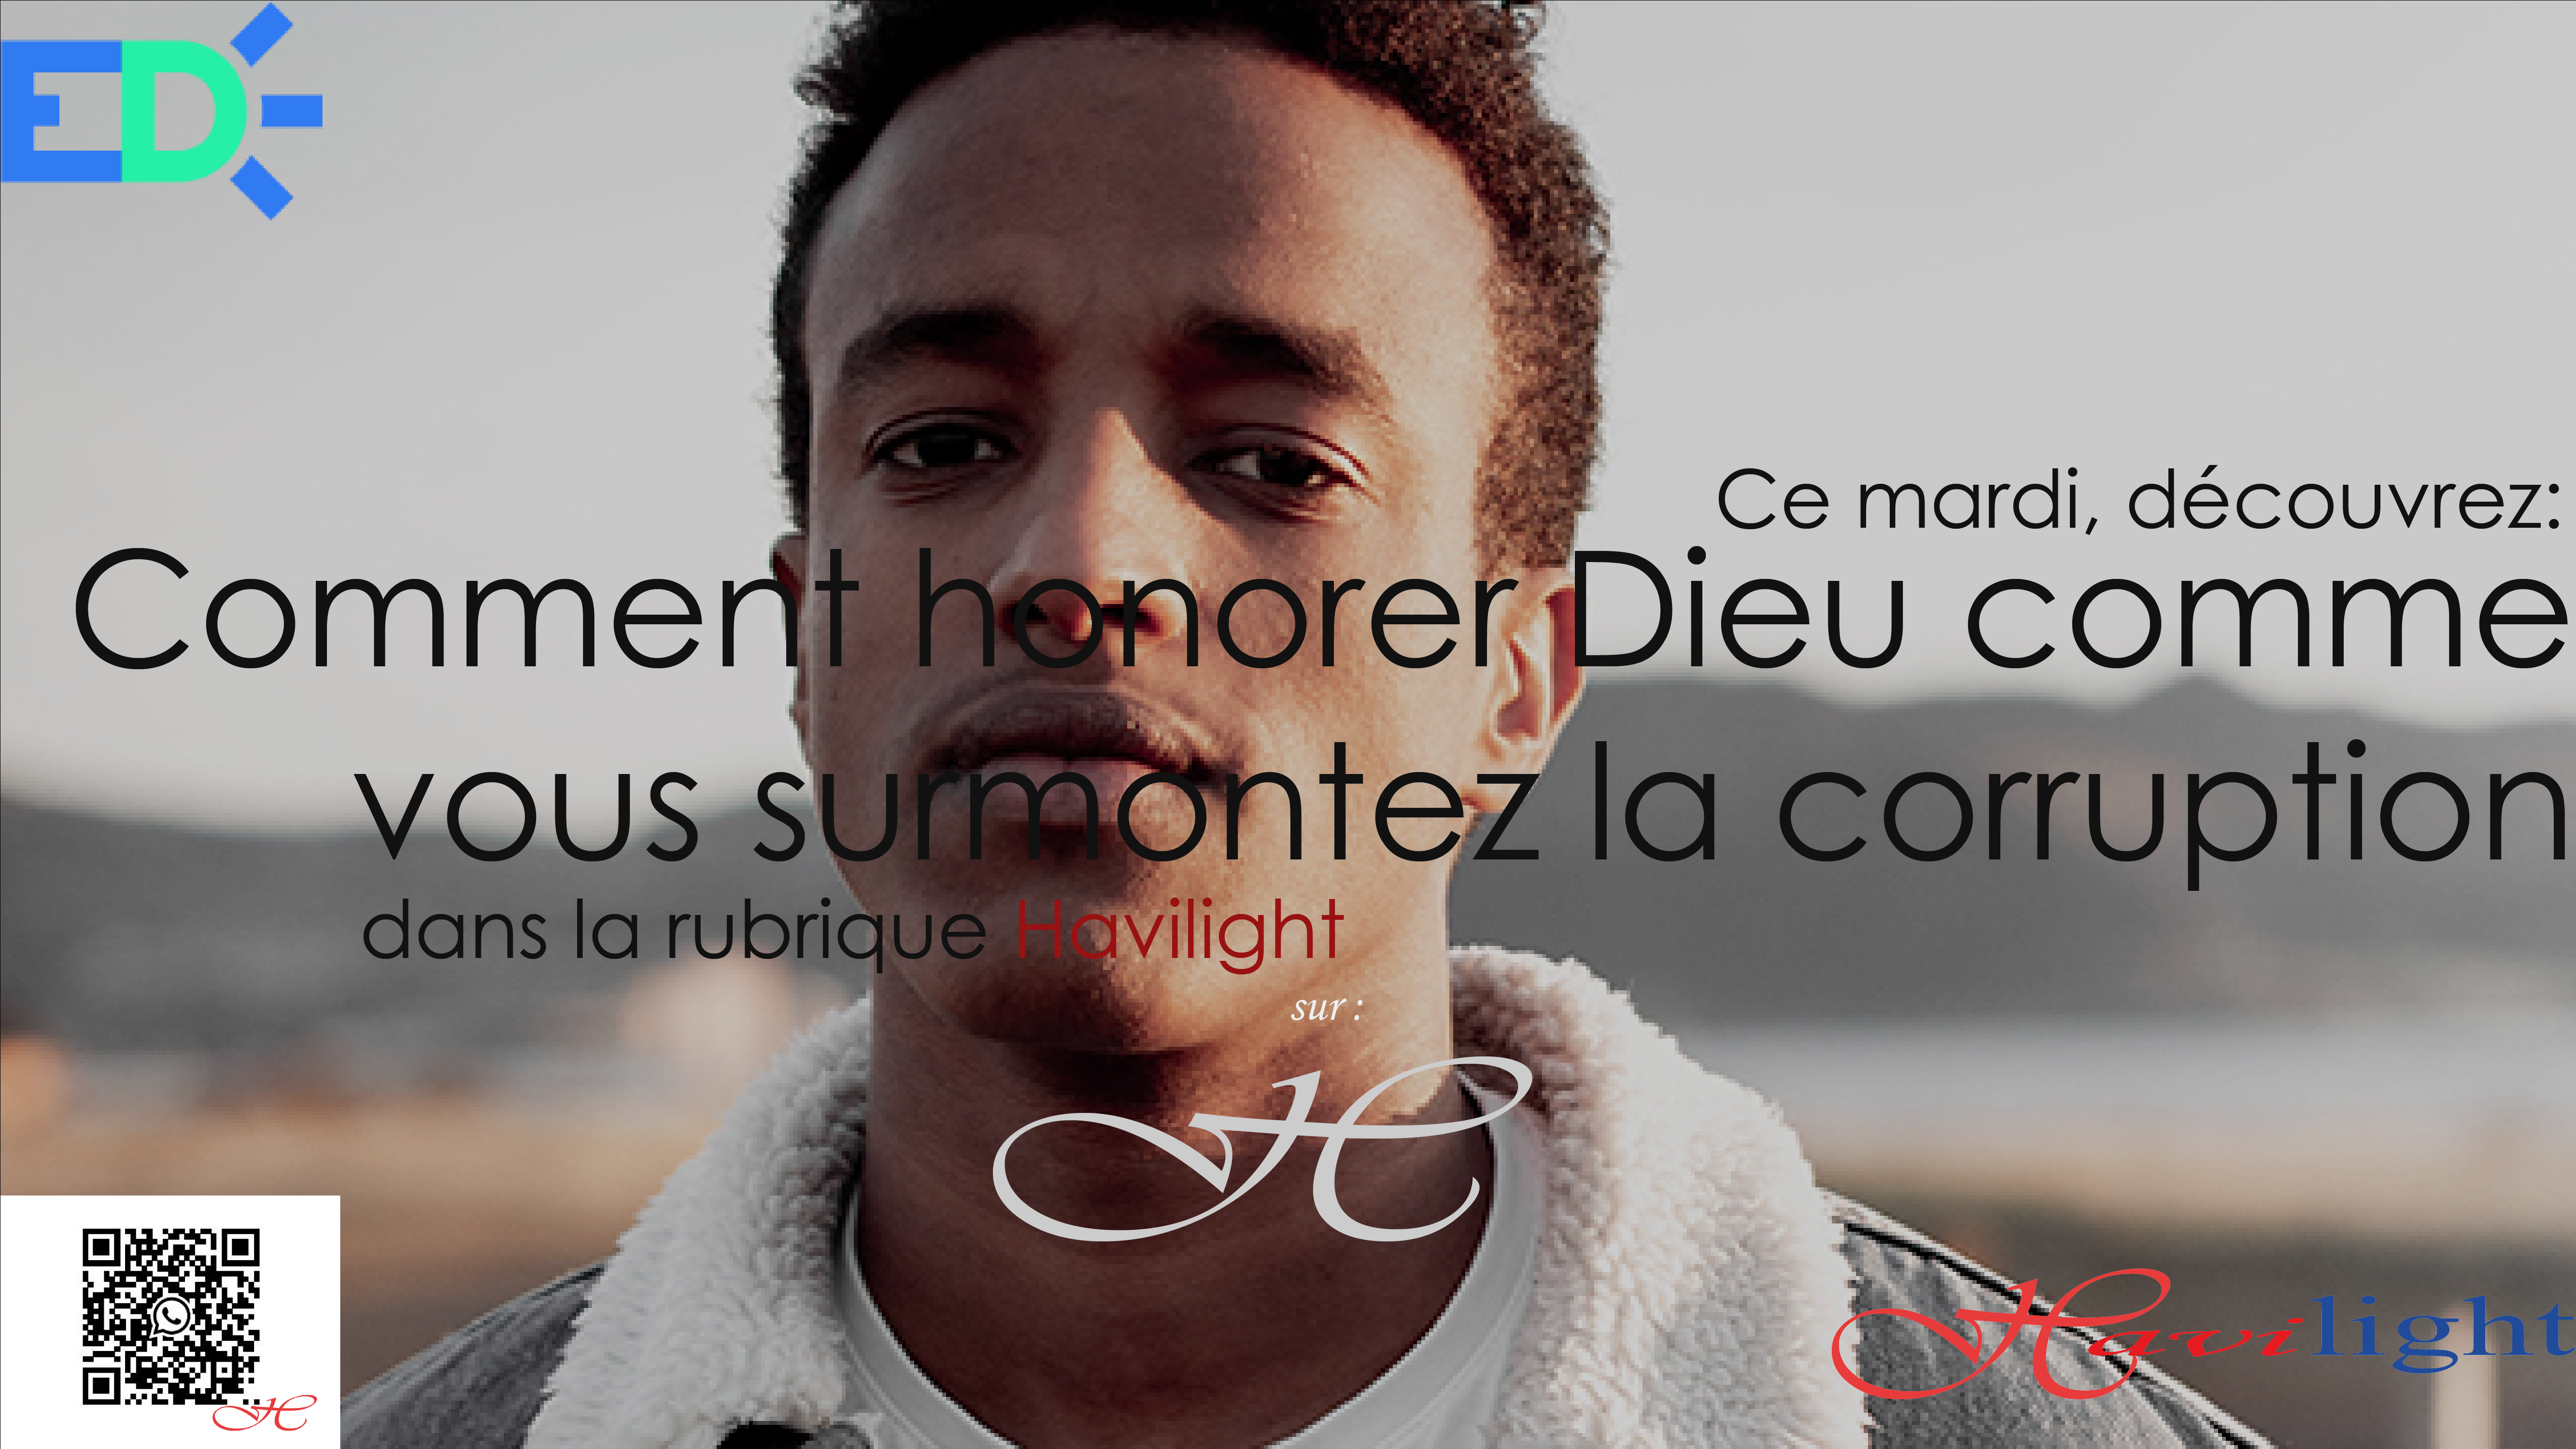 ED
Ce mardi, découvrez:
Comment honorer Dieu comme
vous surmontez la corruption
dans la rubrique Havilight
sur :
H
H
Havilight